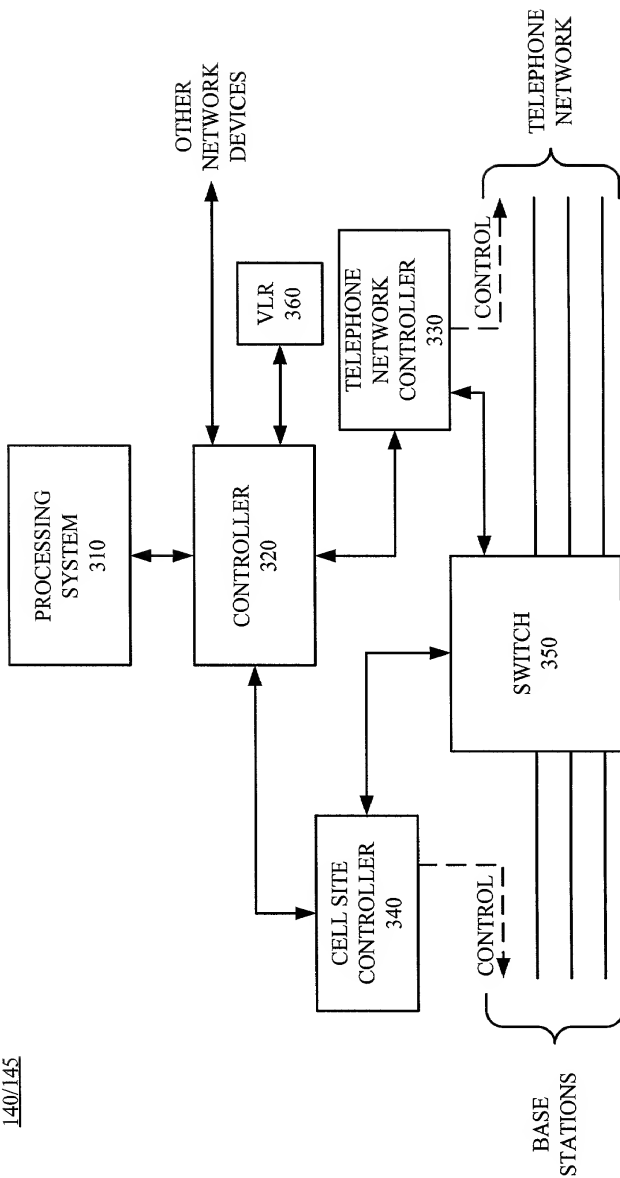 140/145
PROCESSING
SYSTEM
310
OTHER
NETWORK
DEVICES
CONTROLLER
320
VLR
360
TELEPHONE
NETWORK
CONTROLLER
330
CELL SITE
CONTROLLER
340
CONTROL
CONTROL
SWITCH
350
BASE
STATIONS
TELEPHONE
NETWORK